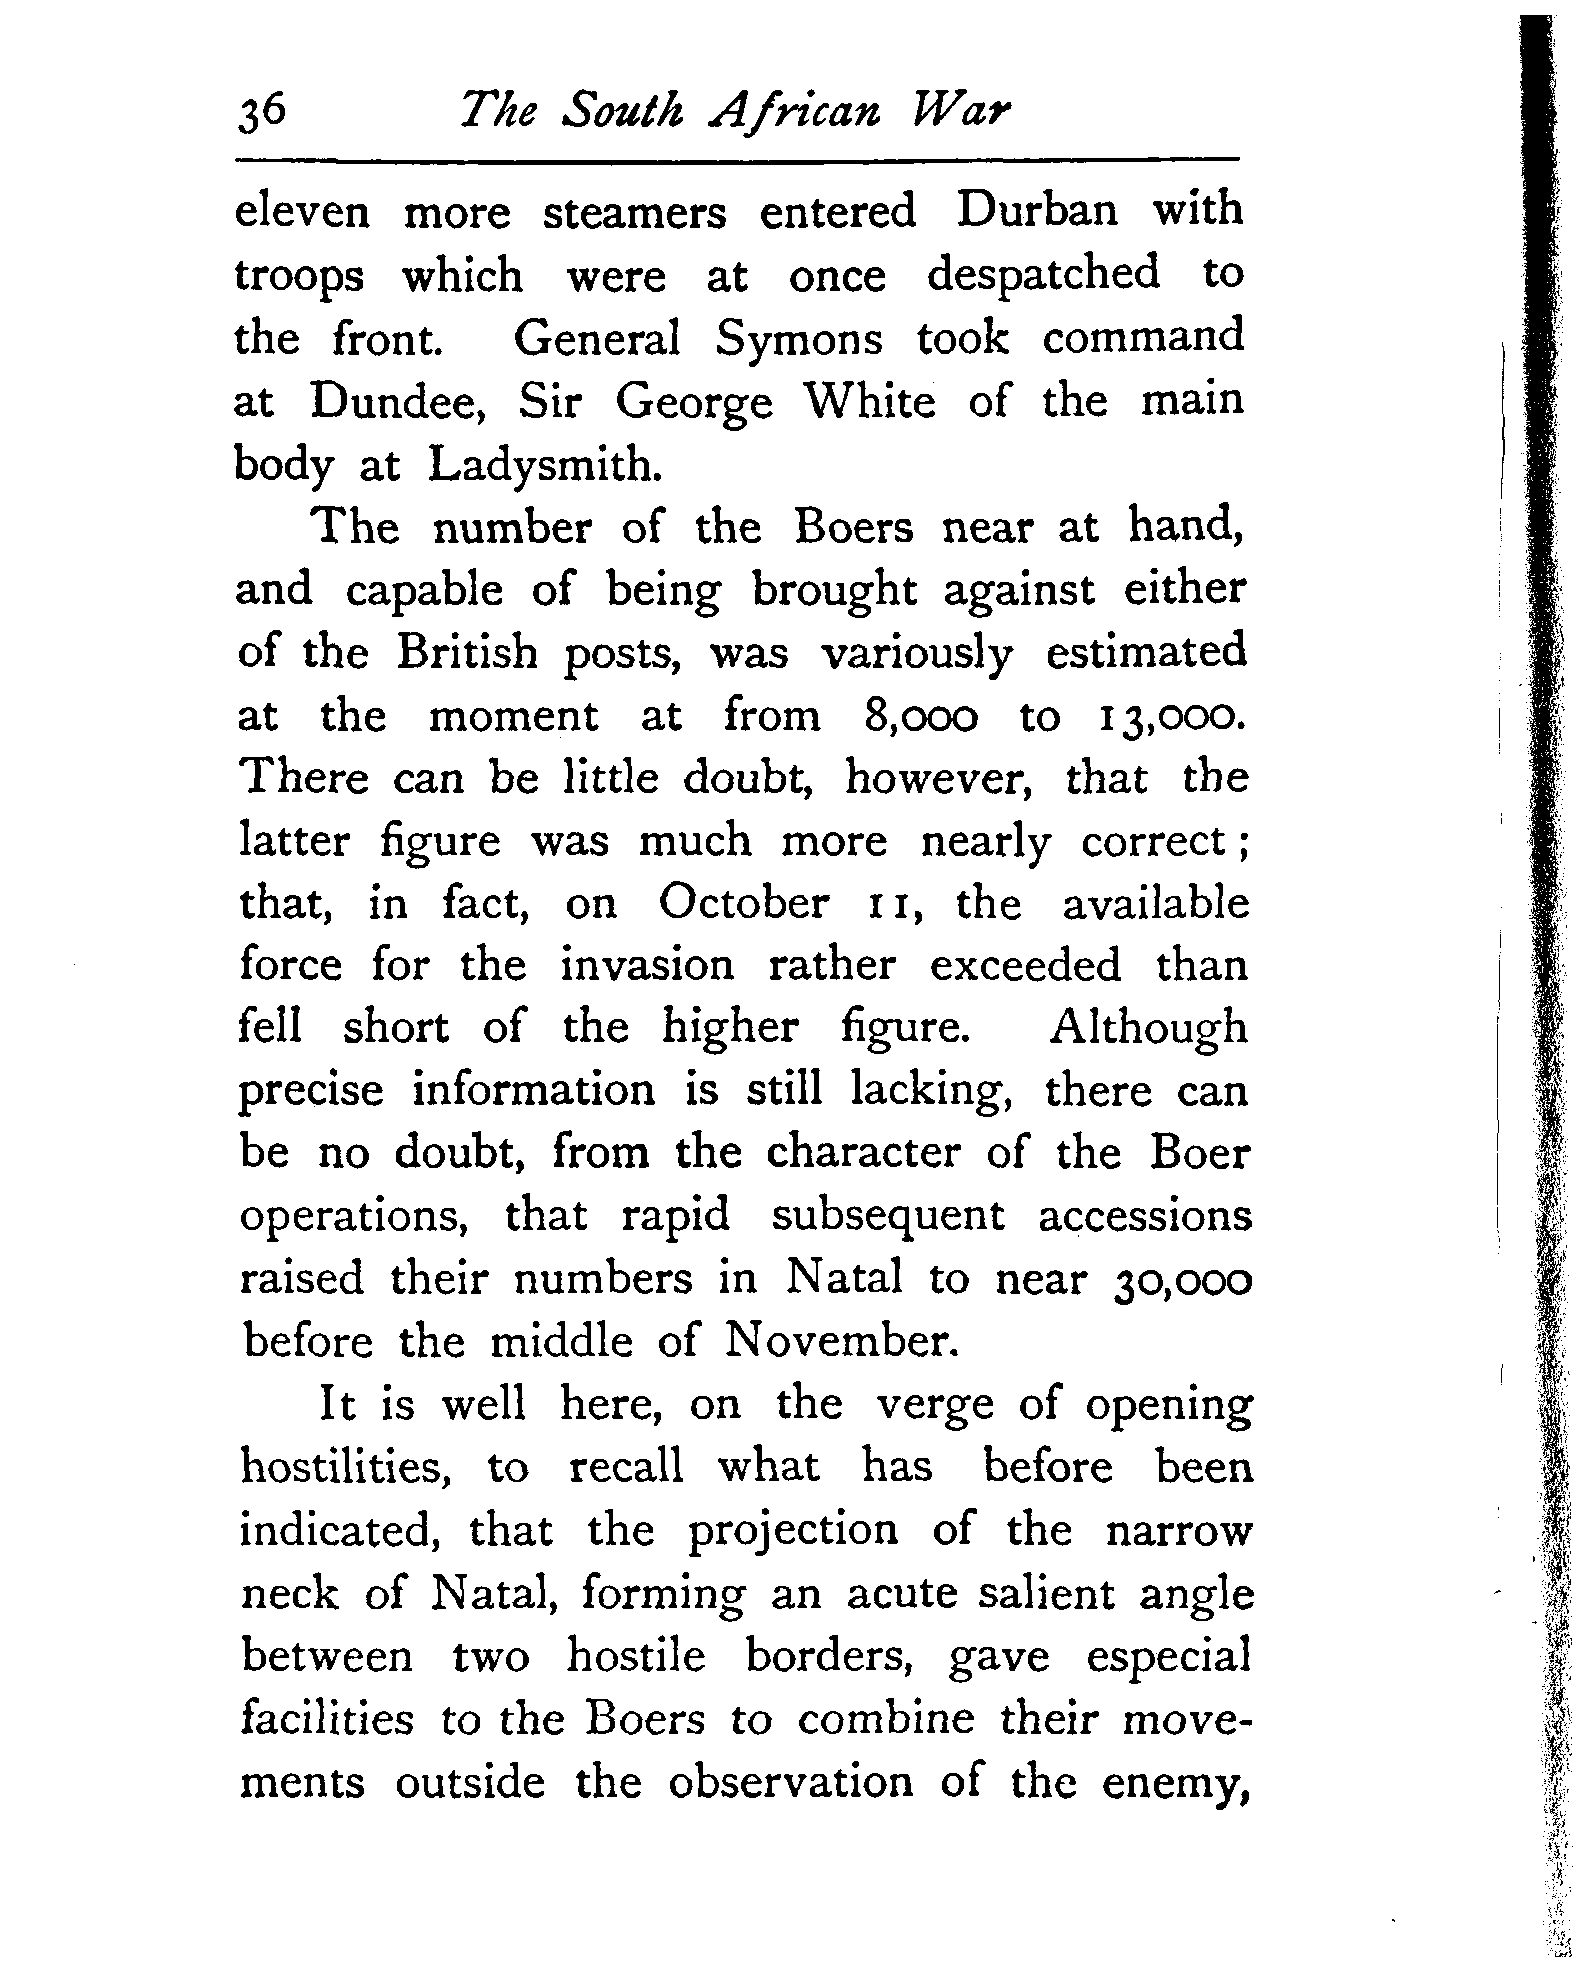 36 The South African War
eleven more steamers entered Durban with
troops which were at once despatched to
the front. General Symons took command
at Dundee, Sir George White of the main
body at Ladysmith.
The number of the Boers near at hand,
and capable of being brought against either
of the British posts, was variously estimated
at the moment at from 8,000 to 13,000.
There can be little doubt, however, that the
latter figure was much more nearly correct ;
that, in fact, on October 11, the available
force for the invasion rather exceeded than
fell short of the higher figure. Although
precise information is still lacking, there can
be no doubt, from the character of the Boer
operations, that rapid subsequent accessions
raised their numbers in Natal to near 30,000
before the middle of November.
It is well here, on the verge of opening
hostilities, to recall what has before been
indicated, that the projection of the narrow
neck of Natal, forming an acute salient angle
between two hostile borders, gave especial
facilities to the Boers to combine their move-
ments outside the observation of the enemy,